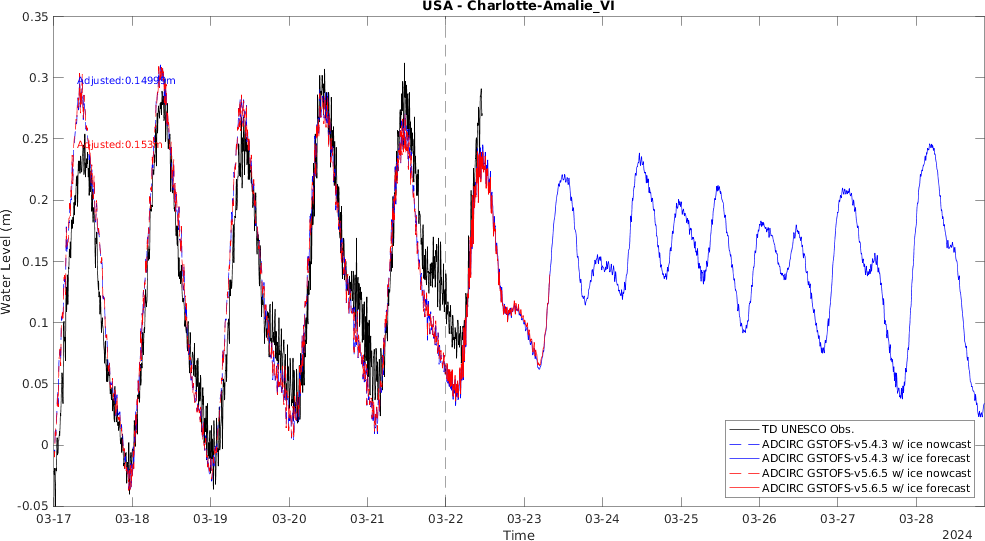 USA - Charlotte-Amalie_VI
0.35
0.3
0.25
0.2
0.15
0.1
0.05
0
-0.05
Water Level (m)
Adjusted:0.14999m
Adjusted:0.153m
TD UNESCO Obs.
ADCIRC GSTOFS-v5.4.3 w/ ice nowcast
ADCIRC GSTOFS-v5.4.3 w/ ice forecast
ADCIRC GSTOFS-v5.6.5 w/ ice nowcast
ADCIRC GSTOFS-v5.6.5 w/ ice forecast
03-17 03-18 03-19 03-20 03-21 03-22 03-23 03-24 03-25 03-26 03-27 03-28
Time
2024